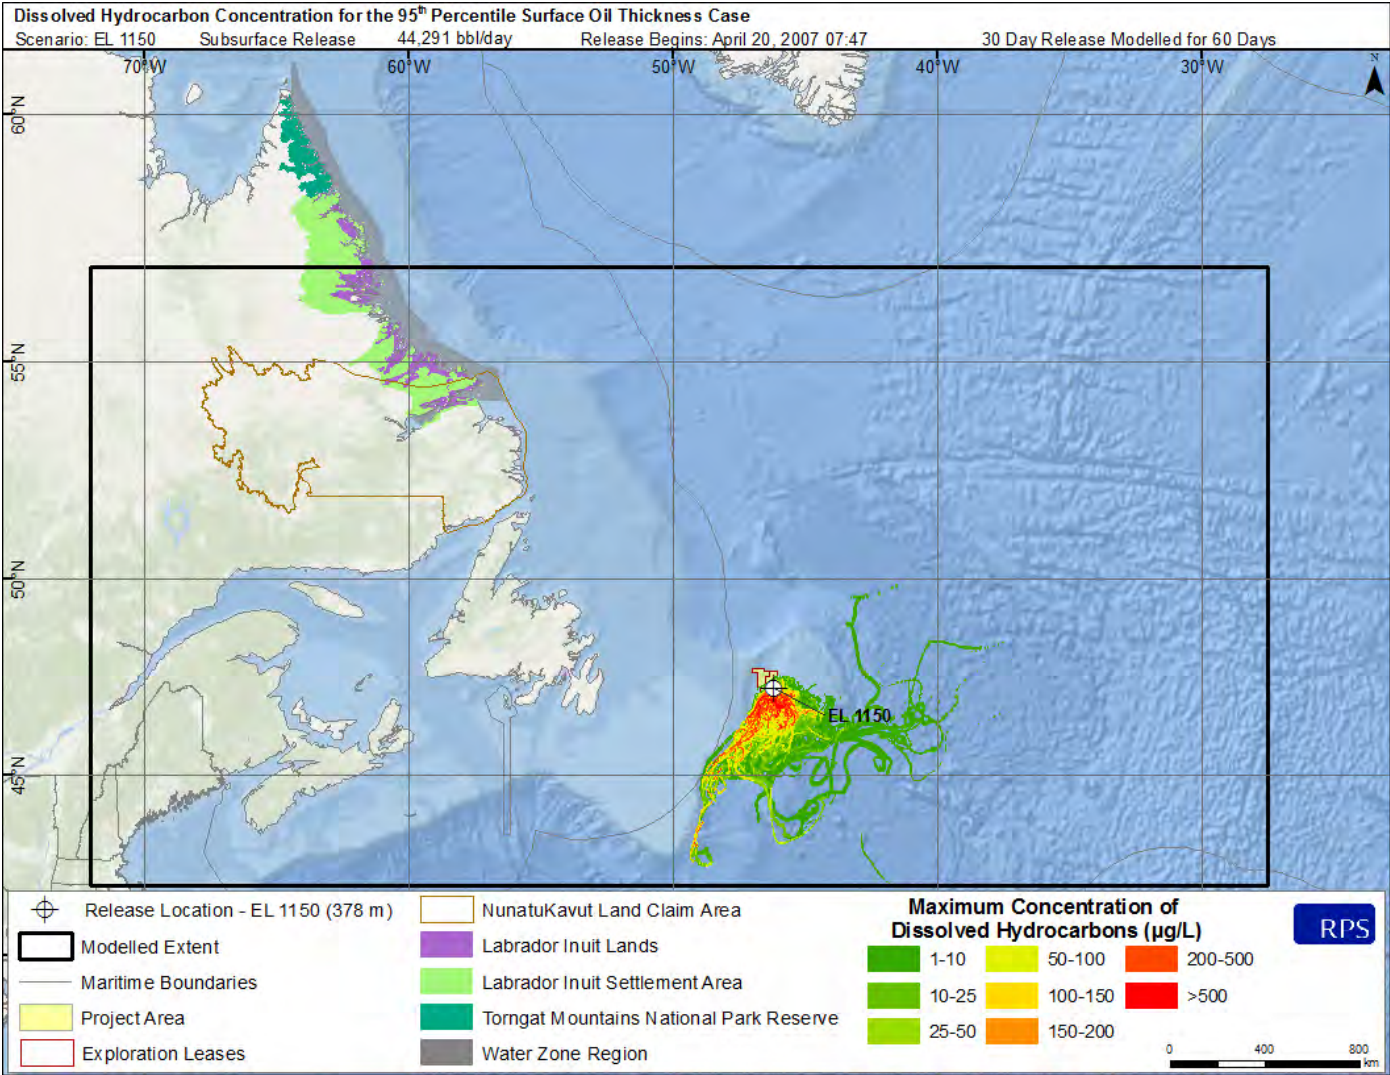 Dissolved Hydrocarbon Concentration for the 95th Percentile Surface Oil Thickness Case
Scenario: EL 1150 Subsurface Release 44,291 bbl/day Release Begins: April 20, 2007 07:47 30 Day Release Modelled for 60 Days
70°W 60°W 50°W 40°W 30°W
N
60°N
55°N
50°N
45°N
EL 1150
Release Location - EL 1150 (378 m)
Modelled Extent
Maritime Boundaries
Project Area
Exploration Leases
NunatuKavut Land Claim Area
Labrador Inuit Lands
Labrador Inuit Settlement Area
Torngat Mountains National Park Reserve
Water Zone Region
Maximum Concentration of
Dissolved Hydrocarbons (µg/L)
1-10 50-100 200-500
10-25 100-150 >500
25-50 150-200
RPS
0 400 800
km